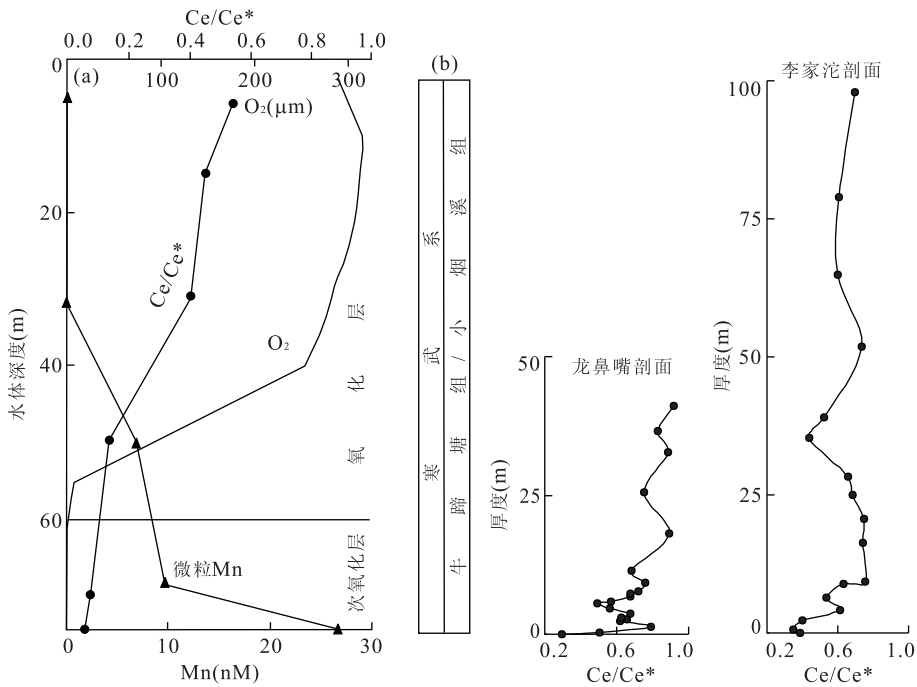 Ce/Ce*
0.0 0.2 0.4 0.6 0.8 1.0
0 100 200 300
(a)
O₂(μm)
Ce/Ce*
O₂
20
40
60
水体深度(m)
氧化层
次氧化层
微粒Mn
0 10 20 30
Mn(nM)
(b)
寒武系
牛蹄塘组/小烟溪组
龙鼻嘴剖面
50
25
0
厚度(m)
0.2 0.6 1.0
Ce/Ce*
李家沱剖面
100
75
50
25
0
厚度(m)
0.2 0.6 1.0
Ce/Ce*